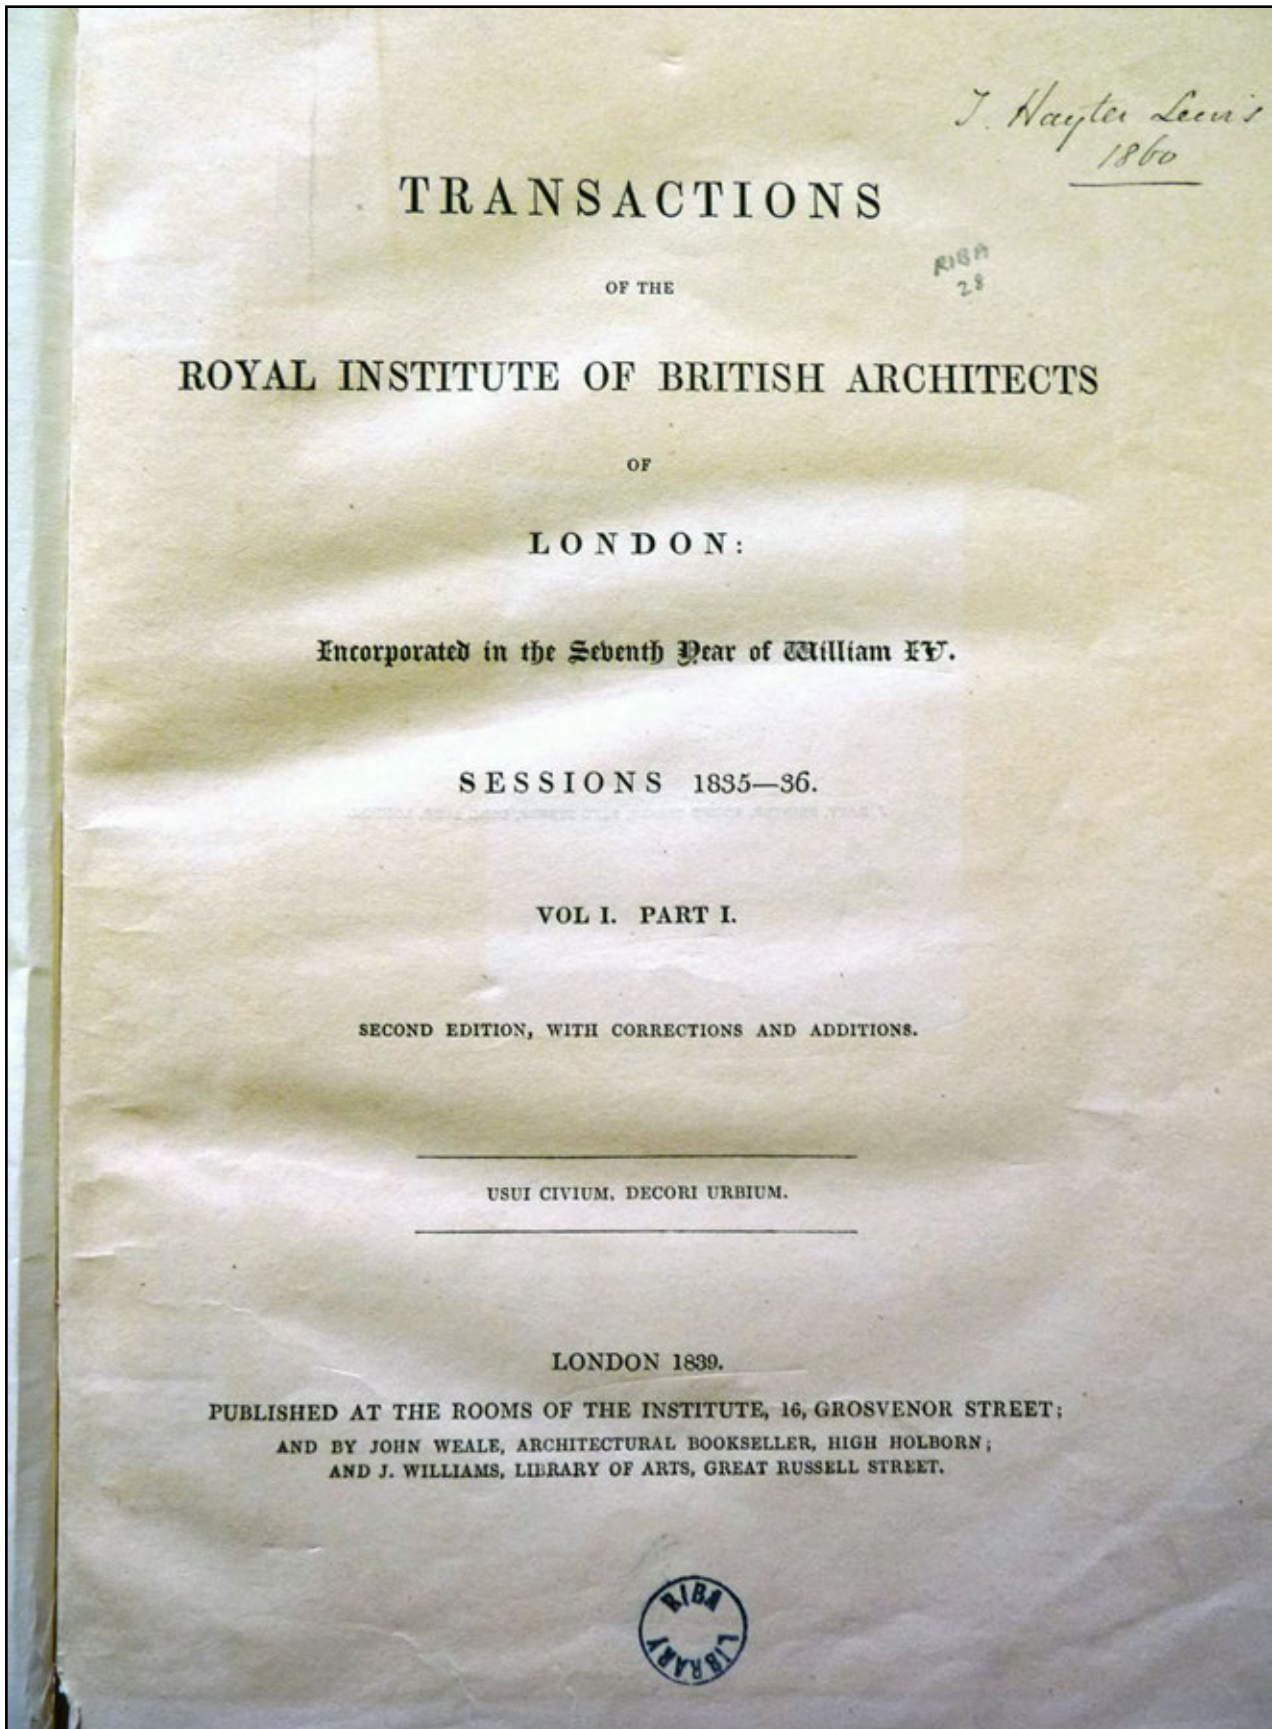 T. Hayter Lewis
1860
TRANSACTIONS
RIBA
28
OF THE
ROYAL INSTITUTE OF BRITISH ARCHITECTS
OF
LONDON:
Incorporated in the Seventh Year of William IV.
SESSIONS 1835—36.
VOL I. PART I.
SECOND EDITION, WITH CORRECTIONS AND ADDITIONS.
USUI CIVIUM, DECORI URBIUM.
LONDON 1839.
PUBLISHED AT THE ROOMS OF THE INSTITUTE, 16, GROSVENOR STREET;
AND BY JOHN WEALE, ARCHITECTURAL BOOKSELLER, HIGH HOLBORN;
AND J. WILLIAMS, LIBRARY OF ARTS, GREAT RUSSELL STREET.
RIBA LIBRARY